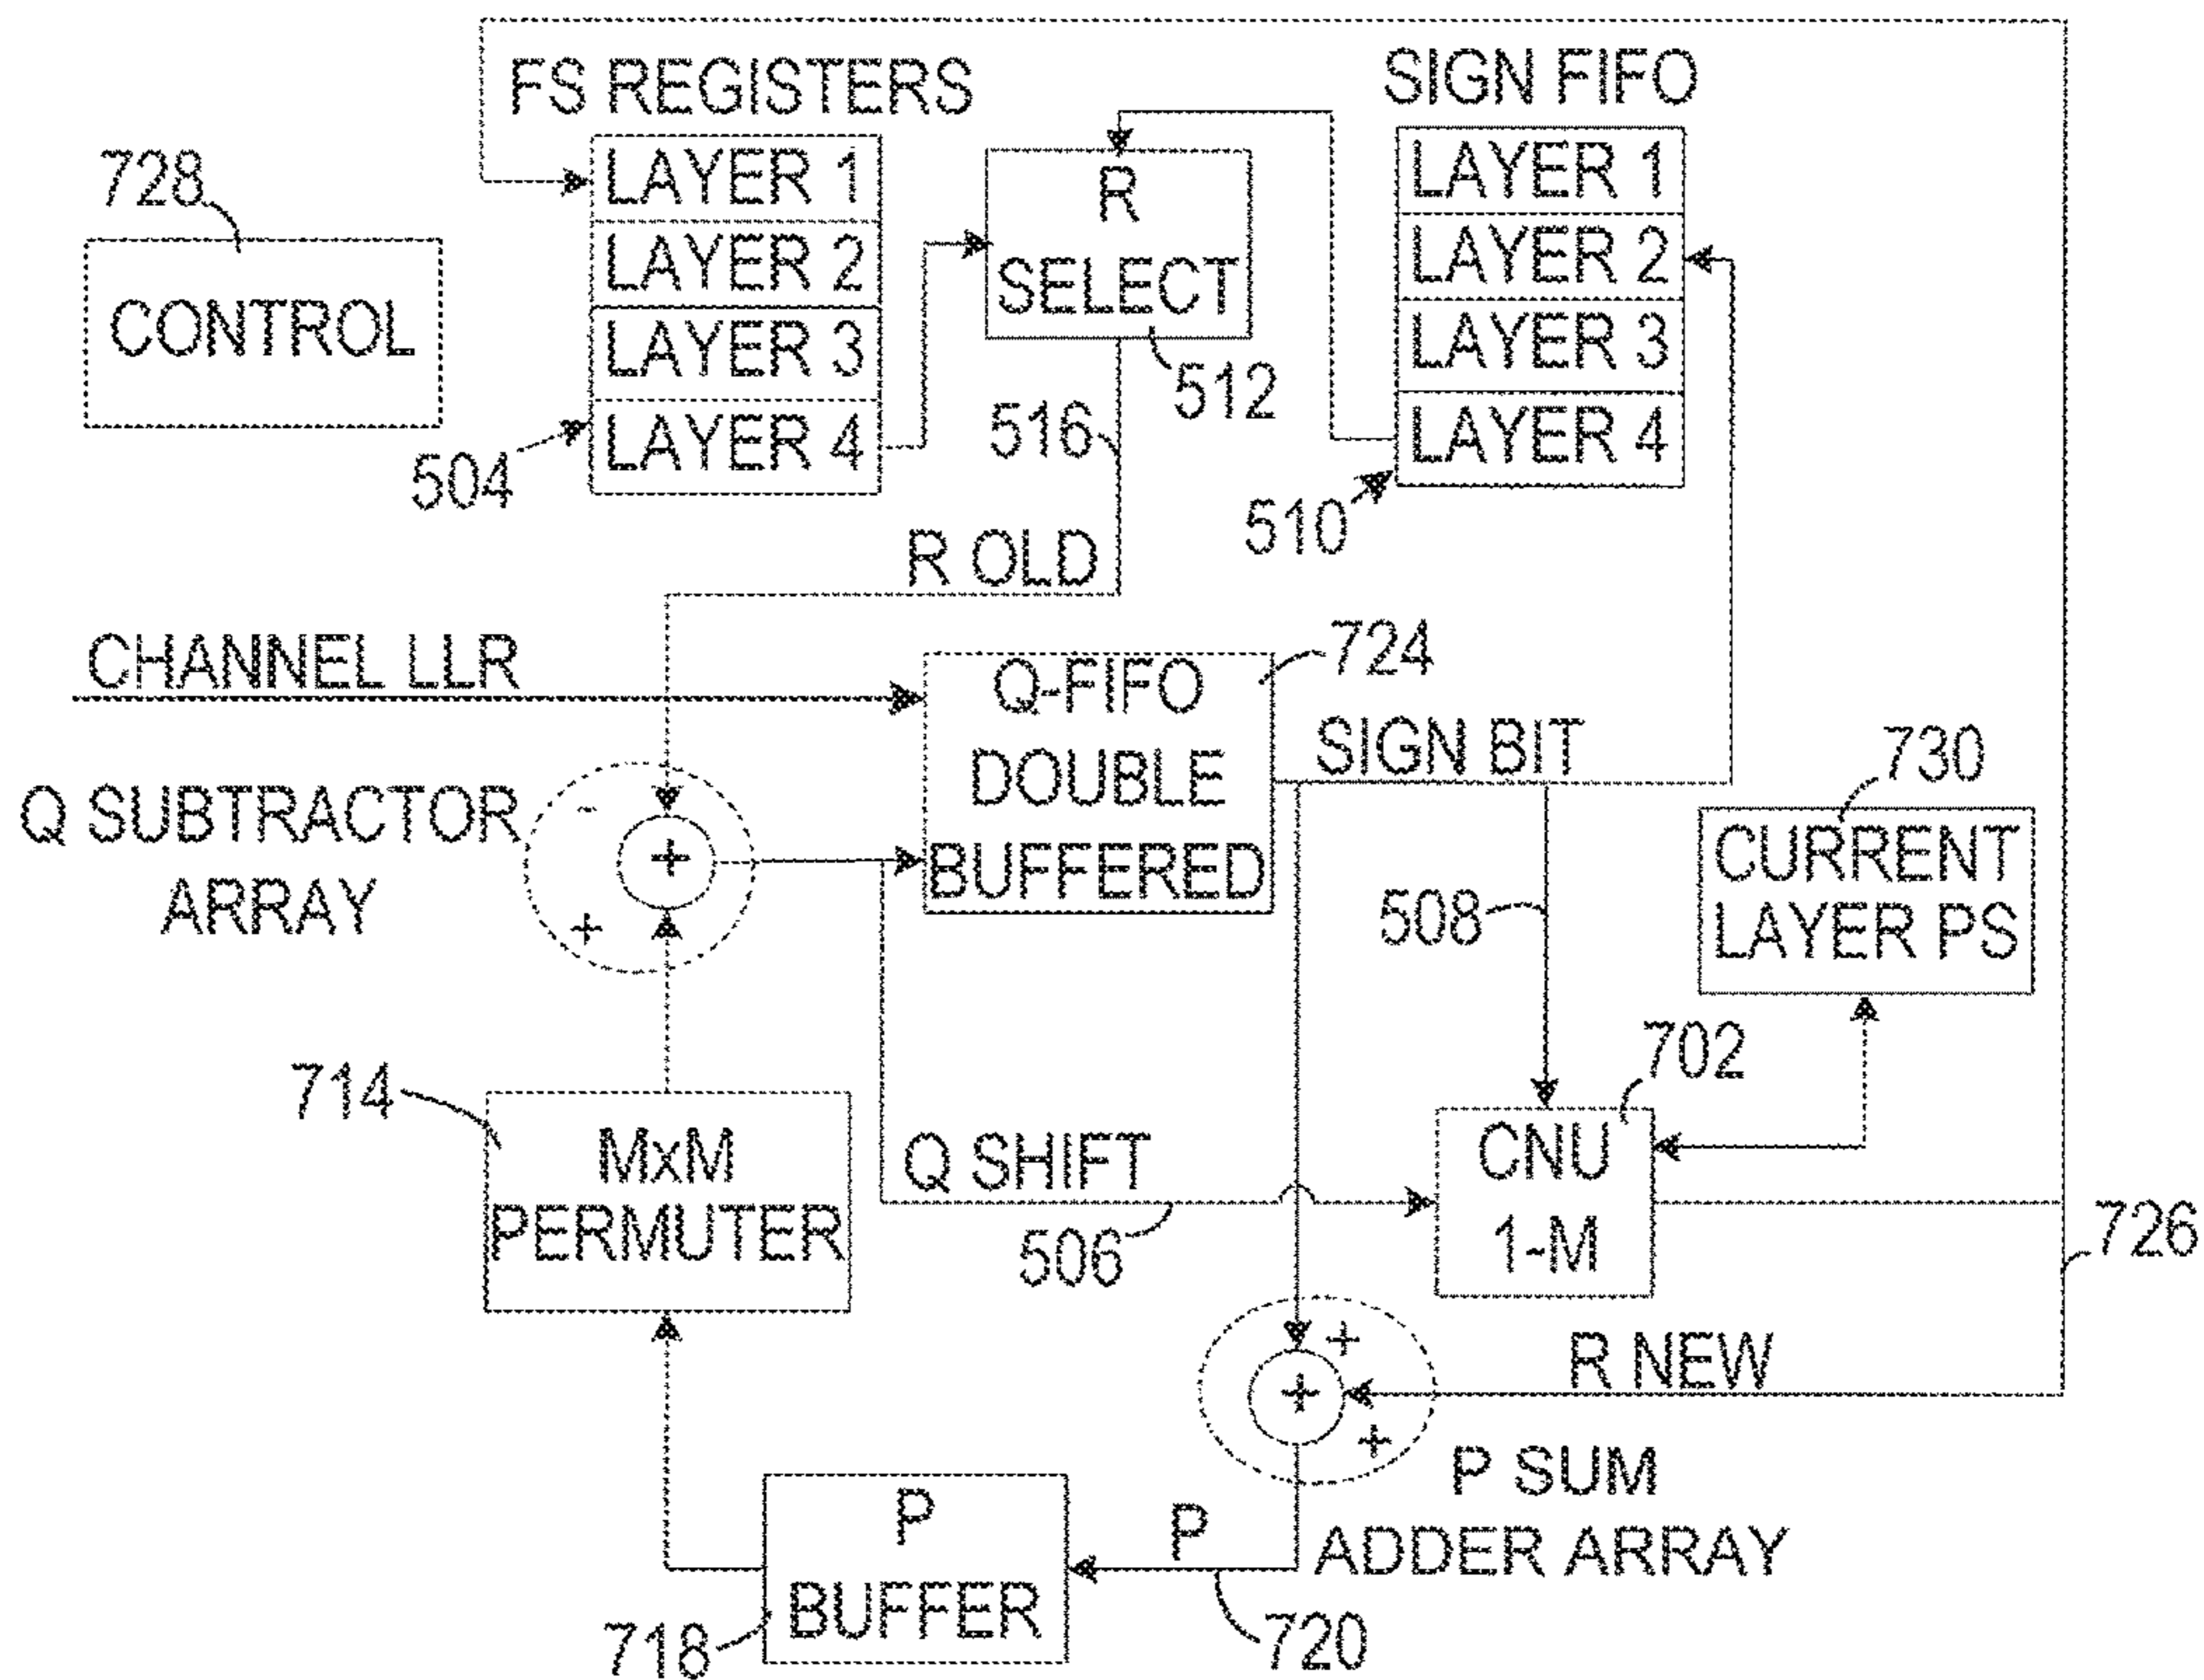 FS REGISTERS
SIGN FIFO
728
CONTROL
LAYER 1
LAYER 2
LAYER 3
LAYER 4
504
R
SELECT
512
516
LAYER 1
LAYER 2
LAYER 3
LAYER 4
510
R OLD
CHANNEL LLR
Q-FIFO
DOUBLE
BUFFERED
724
SIGN BIT
Q SUBTRACTOR
ARRAY
-
+
+
730
CURRENT
LAYER PS
508
702
714
MxM
PERMUTER
Q SHIFT
506
CNU
1-M
726
+
+
+
R NEW
P SUM
ADDER ARRAY
P
BUFFER
718
P
720